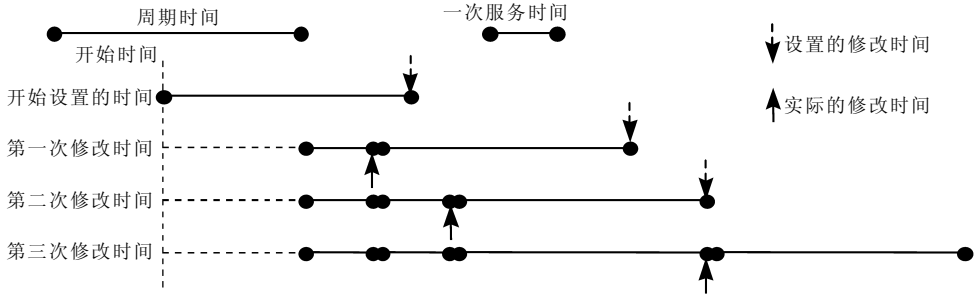 周期时间
一次服务时间
设置的修改时间
开始时间
开始设置的时间
实际的修改时间
第一次修改时间
第二次修改时间
第三次修改时间